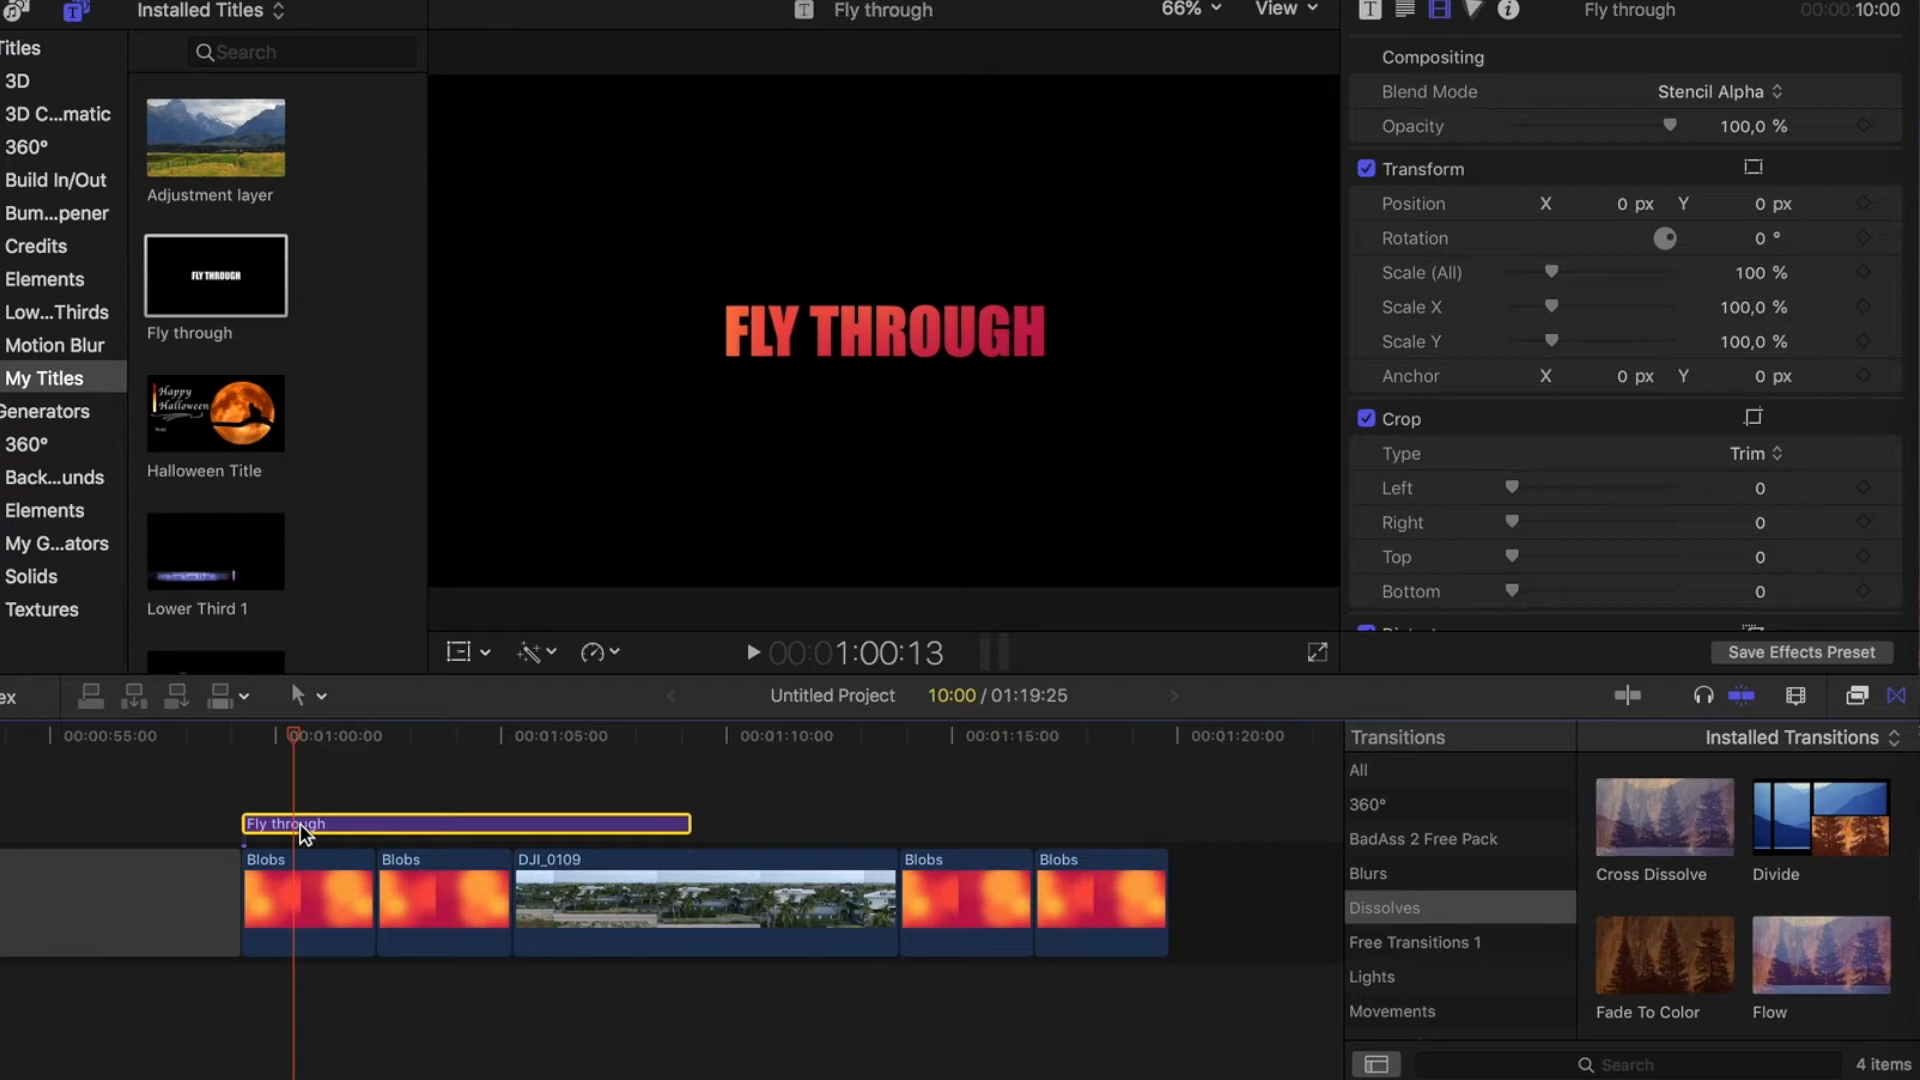 Installed Titles
Fly through
66%
View
Fly through
00:00:10:00
Titles
3D
3D C...matic
360°
Build In/Out
Bum...pener
Credits
Elements
Low...Thirds
Motion Blur
My Titles
Generators
360°
Back...unds
Elements
My G...ators
Solids
Textures
Search
Adjustment layer
FLY THROUGH
Fly through
Happy
Halloween
Halloween Title
Lower Third 1
FLY THROUGH
Compositing
Blend Mode Stencil Alpha
Opacity 100,0 %
Transform
Position X 0 px Y 0 px
Rotation 0 °
Scale (All) 100 %
Scale X 100,0 %
Scale Y 100,0 %
Anchor X 0 px Y 0 px
Crop
Type Trim
Left 0
Right 0
Top 0
Bottom 0
00:01:00:13
Save Effects Preset
ex
Untitled Project
10:00 / 01:19:25
00:00:55:00
00:01:00:00
00:01:05:00
00:01:10:00
00:01:15:00
00:01:20:00
Fly through
Blobs
Blobs
DJI_0109
Blobs
Blobs
Transitions
Installed Transitions
All
360°
BadAss 2 Free Pack
Blurs
Dissolves
Free Transitions 1
Lights
Movements
Cross Dissolve
Divide
Fade To Color
Flow
Search
4 items